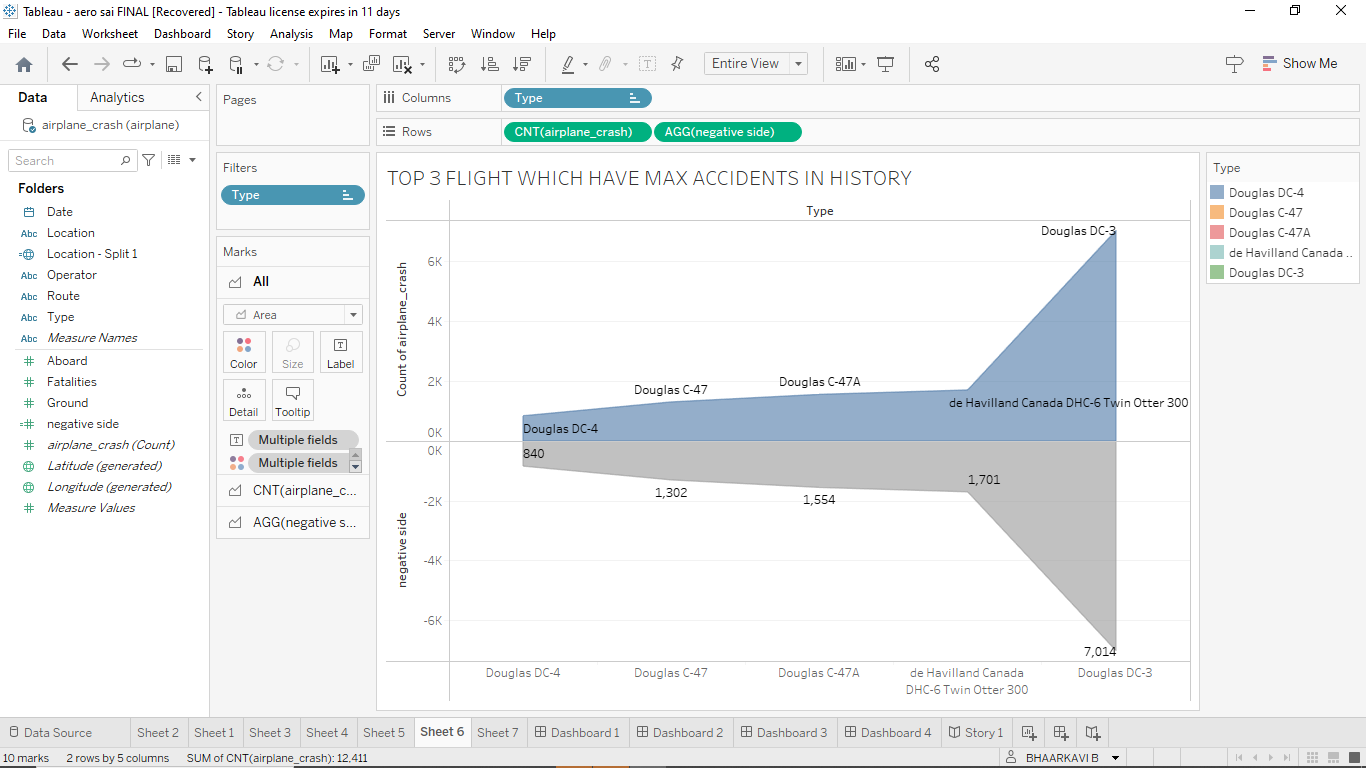 Tableau - aero sai FINAL [Recovered] - Tableau license expires in 11 days
File Data Worksheet Dashboard Story Analysis Map Format Server Window Help
Entire View
Show Me
Data Analytics
airplane_crash (airplane)
Search
Folders
Date
Abc Location
Location - Split 1
Abc Operator
Abc Route
Abc Type
Abc Measure Names
Aboard
Fatalities
Ground
negative side
airplane_crash (Count)
Latitude (generated)
Longitude (generated)
Measure Values
Pages
Filters
Type
Marks
All
Area
Color Size Label
Detail Tooltip
Multiple fields
Multiple fields
CNT(airplane_c...
AGG(negative s...
Columns Type
Rows CNT(airplane_crash) AGG(negative side)
TOP 3 FLIGHT WHICH HAVE MAX ACCIDENTS IN HISTORY
Type
Count of airplane_crash
6K
4K
2K
0K
Douglas DC-3
Douglas C-47
Douglas C-47A
de Havilland Canada DHC-6 Twin Otter 300
Douglas DC-4
negative side
0K
-2K
-4K
-6K
840
1,302
1,554
1,701
7,014
Douglas DC-4 Douglas C-47 Douglas C-47A de Havilland Canada Douglas DC-3
DHC-6 Twin Otter 300
Type
Douglas DC-4
Douglas C-47
Douglas C-47A
de Havilland Canada ..
Douglas DC-3
Data Source Sheet 2 Sheet 1 Sheet 3 Sheet 4 Sheet 5 Sheet 6 Sheet 7 Dashboard 1 Dashboard 2 Dashboard 3 Dashboard 4 Story 1
10 marks 2 rows by 5 columns SUM of CNT(airplane_crash): 12,411 BHAARKAVI B